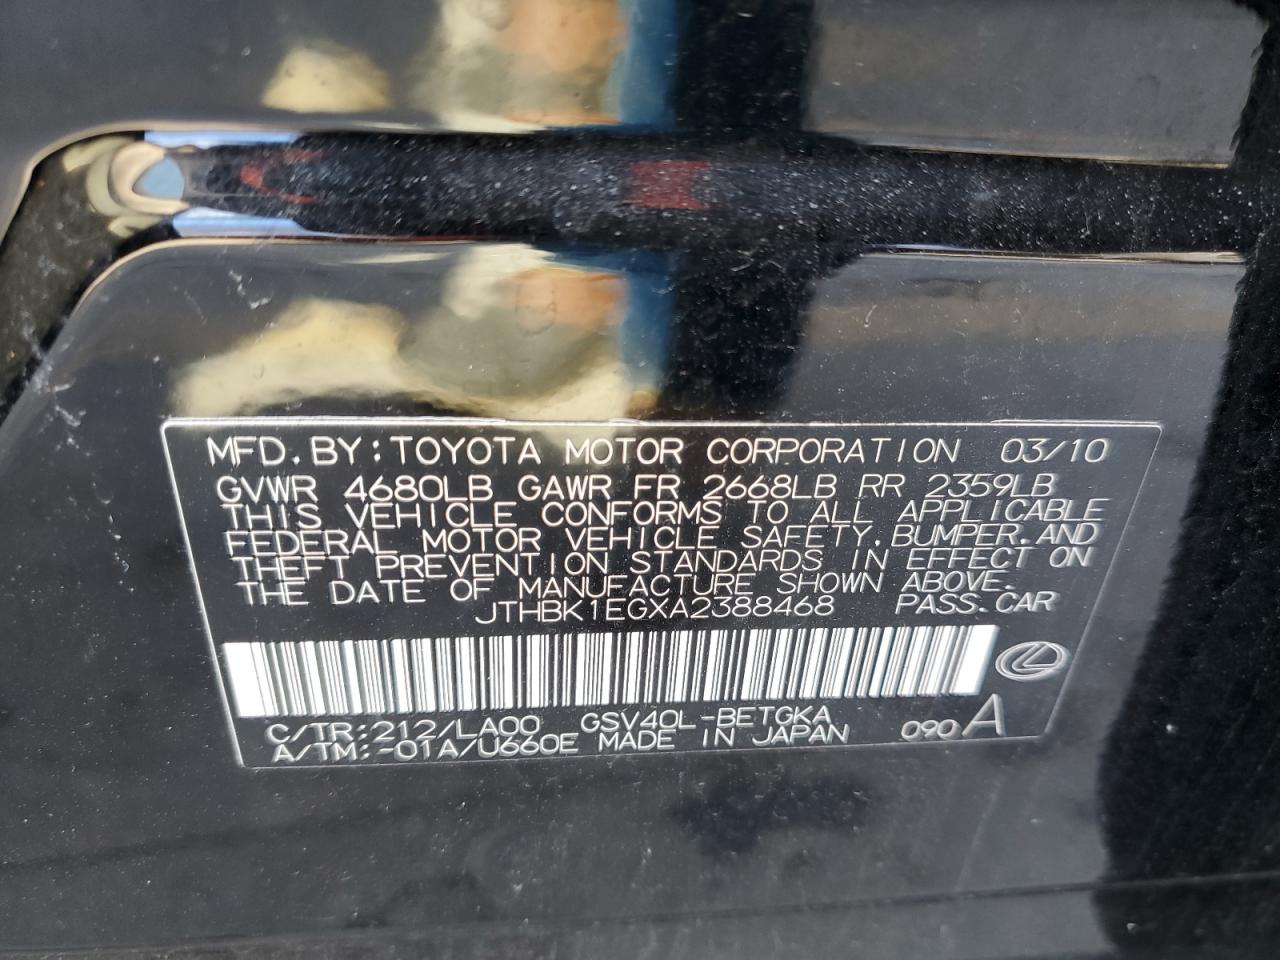 MFD. BY: TOYOTA MOTOR CORPORATION 03/10
GVWR 4680LB GAWR FR 2668LB RR 2359LB
THIS VEHICLE CONFORMS TO ALL APPLICABLE
FEDERAL MOTOR VEHICLE SAFETY, BUMPER, AND
THEFT PREVENTION STANDARDS IN EFFECT ON
THE DATE OF MANUFACTURE SHOWN ABOVE.
JTHBK1EGXA2388468 PASS. CAR
C/TR: 212/LA00 GSV40L-BETGKA
A/TM: -01A/U660E MADE IN JAPAN 090 A